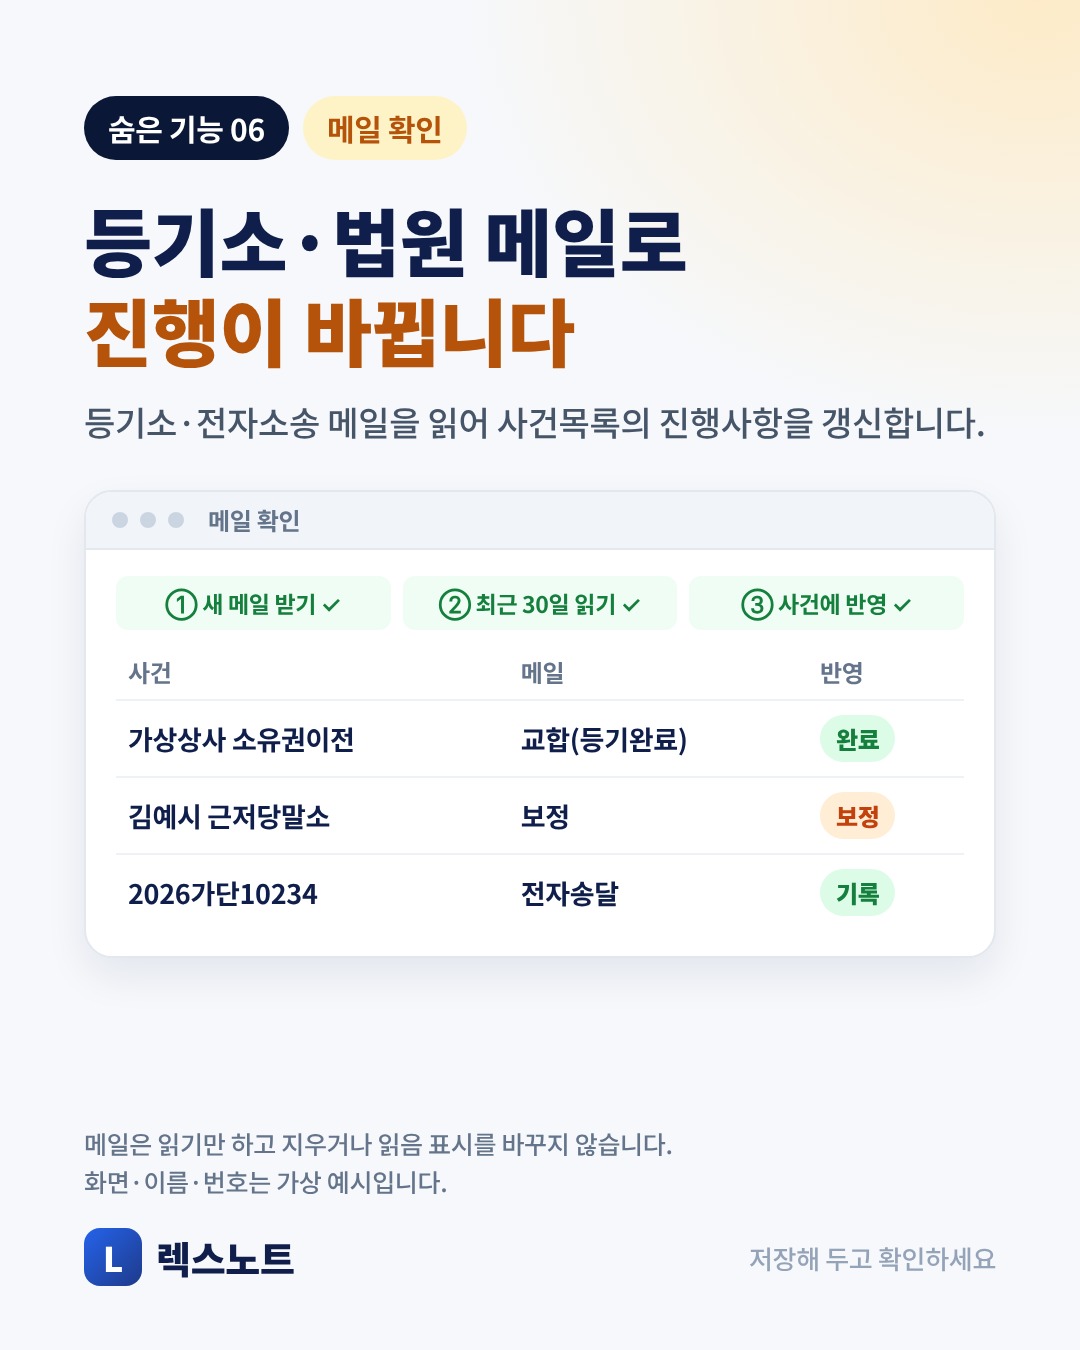 숨은 기능 06
메일 확인
등기소·법원 메일로
진행이 바뀝니다
등기소·전자소송 메일을 읽어 사건목록의 진행사항을 갱신합니다.
메일 확인
① 새 메일 받기 ✓
② 최근 30일 읽기 ✓
③ 사건에 반영 ✓
사건 메일 반영
가상상사 소유권이전 교합(등기완료) 완료
김예시 근저당말소 보정 보정
2026가단10234 전자송달 기록
메일은 읽기만 하고 지우거나 읽음 표시를 바꾸지 않습니다.
화면·이름·번호는 가상 예시입니다.
L 렉스노트
저장해 두고 확인하세요